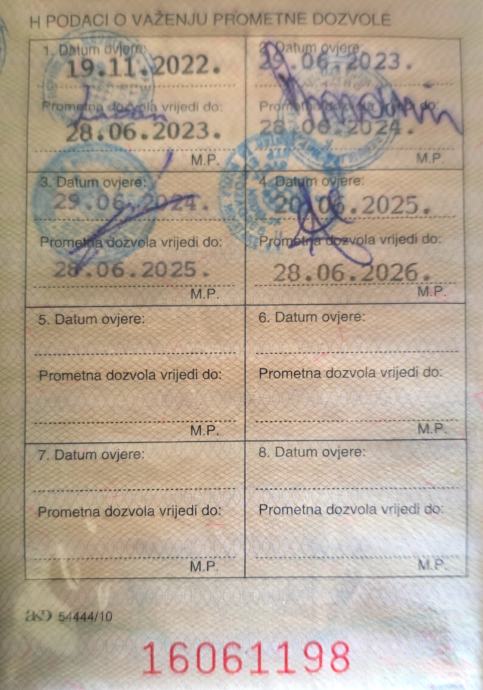 H PODACI O VAŽENJU PROMETNE DOZVOLE
1. Datum ovjere:
19.11.2022.
Prometna dozvola vrijedi do:
28.06.2023.
M.P.
2. Datum ovjere:
29.06.2023.
Prometna dozvola vrijedi do:
28.06.2024.
M.P.
3. Datum ovjere:
29.06.2024.
Prometna dozvola vrijedi do:
28.06.2025.
M.P.
4. Datum ovjere:
.06.2025.
Prometna dozvola vrijedi do:
28.06.2026.
M.P.
5. Datum ovjere:
Prometna dozvola vrijedi do:
M.P.
6. Datum ovjere:
Prometna dozvola vrijedi do:
M.P.
7. Datum ovjere:
Prometna dozvola vrijedi do:
M.P.
8. Datum ovjere:
Prometna dozvola vrijedi do:
M.P.
54444/10
16061198